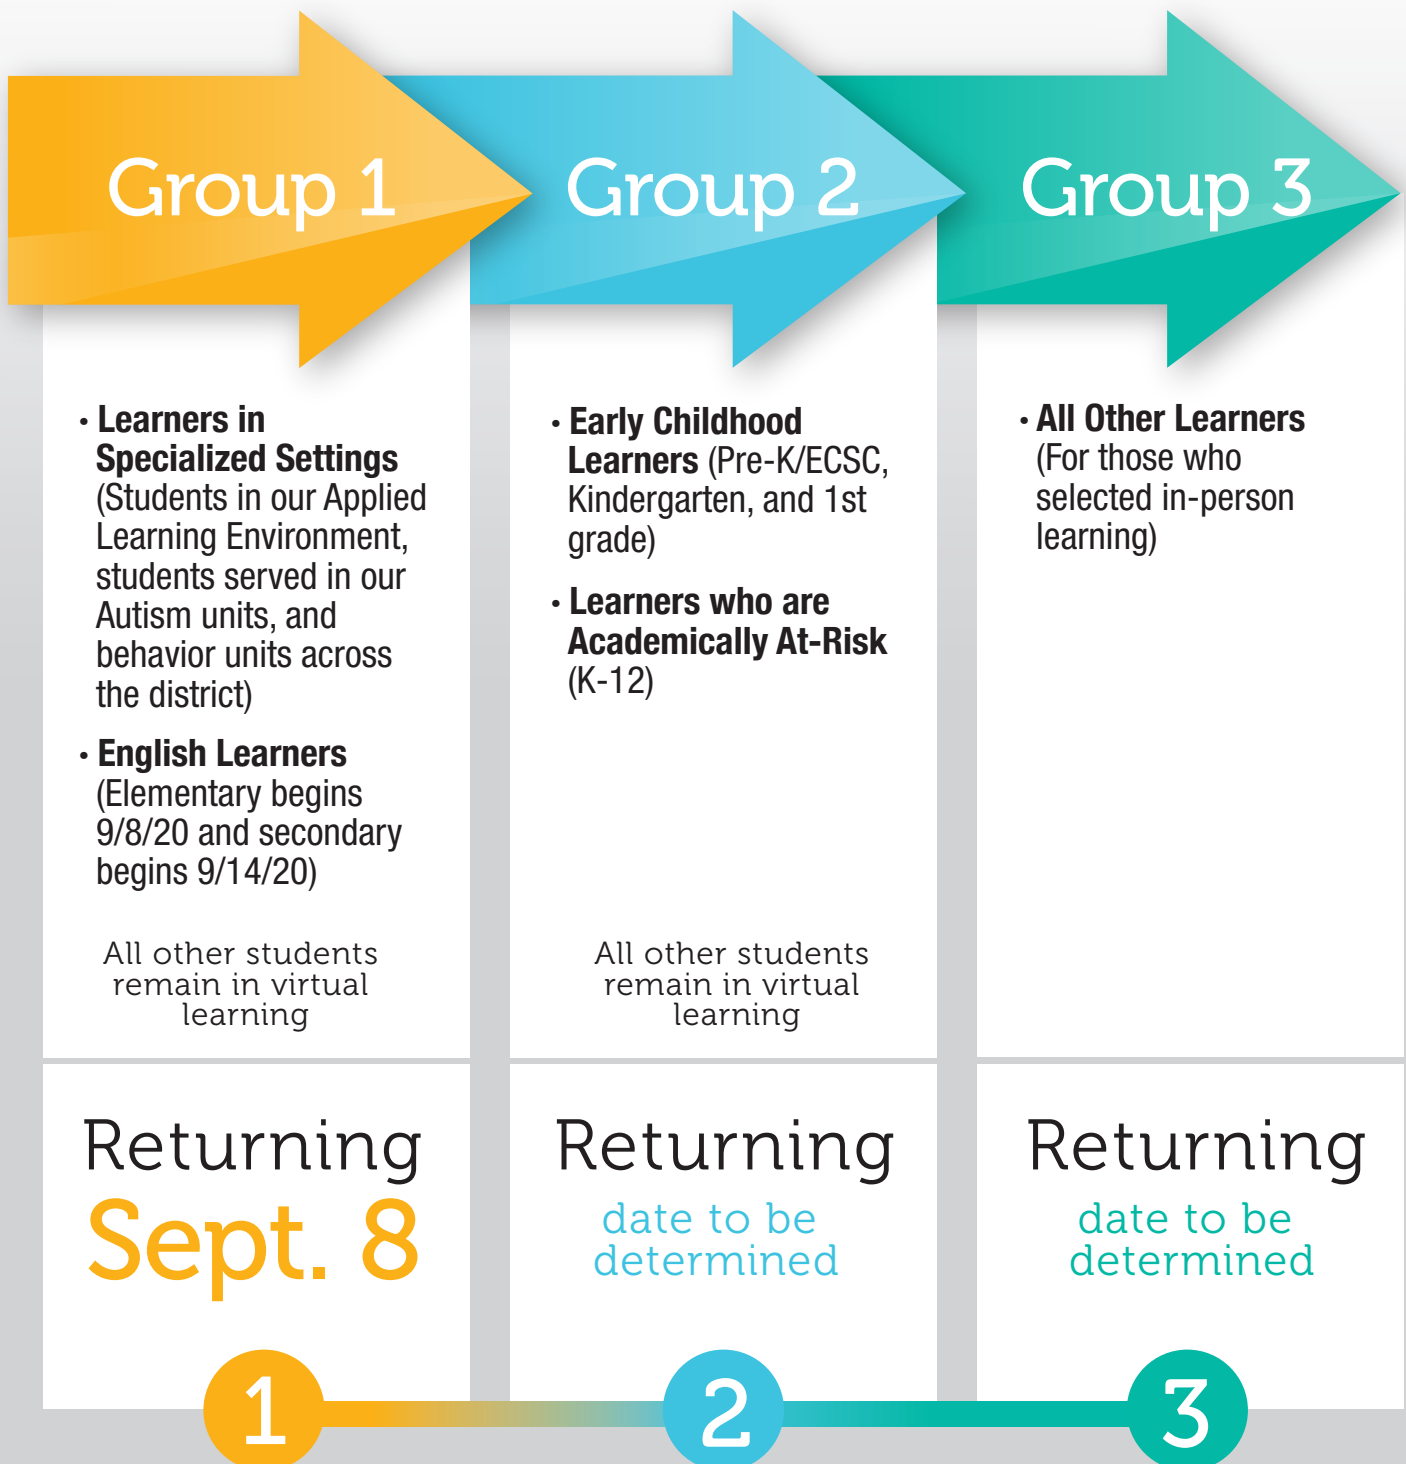 Group 1
Group 2
Group 3
• Learners in
Specialized Settings
(Students in our Applied
Learning Environment,
students served in our
Autism units, and
behavior units across
the district)
• English Learners
(Elementary begins
9/8/20 and secondary
begins 9/14/20)
All other students
remain in virtual
learning
• Early Childhood
Learners (Pre-K/ECSC,
Kindergarten, and 1st
grade)
• Learners who are
Academically At-Risk
(K-12)
All other students
remain in virtual
learning
• All Other Learners
(For those who
selected in-person
learning)
Returning
Sept. 8
Returning
date to be
determined
Returning
date to be
determined
1
2
3